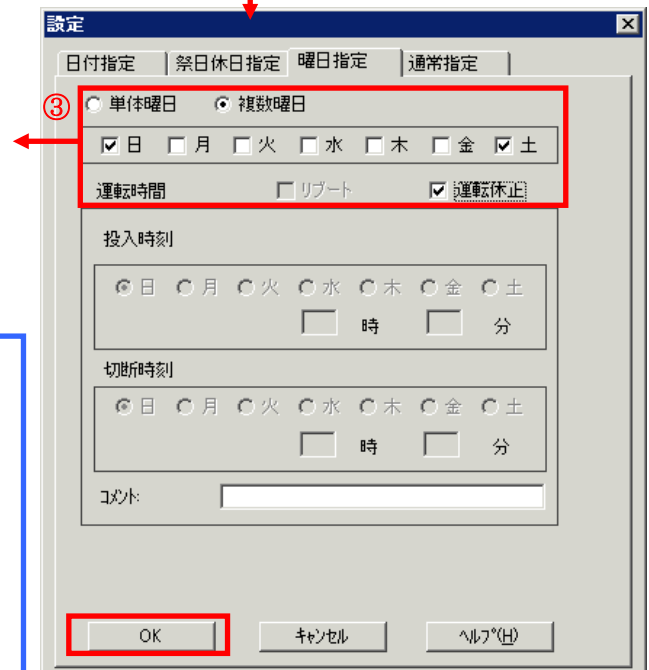 設定
日付指定 祭日休日指定 曜日指定 通常指定
③ 単体曜日 複数曜日
日 月 火 水 木 金 土
運転時間 リブート 運転休止
投入時刻
日 月 火 水 木 金 土
時 分
切断時刻
日 月 火 水 木 金 土
時 分
コメント:
OK キャンセル ヘルプ(H)